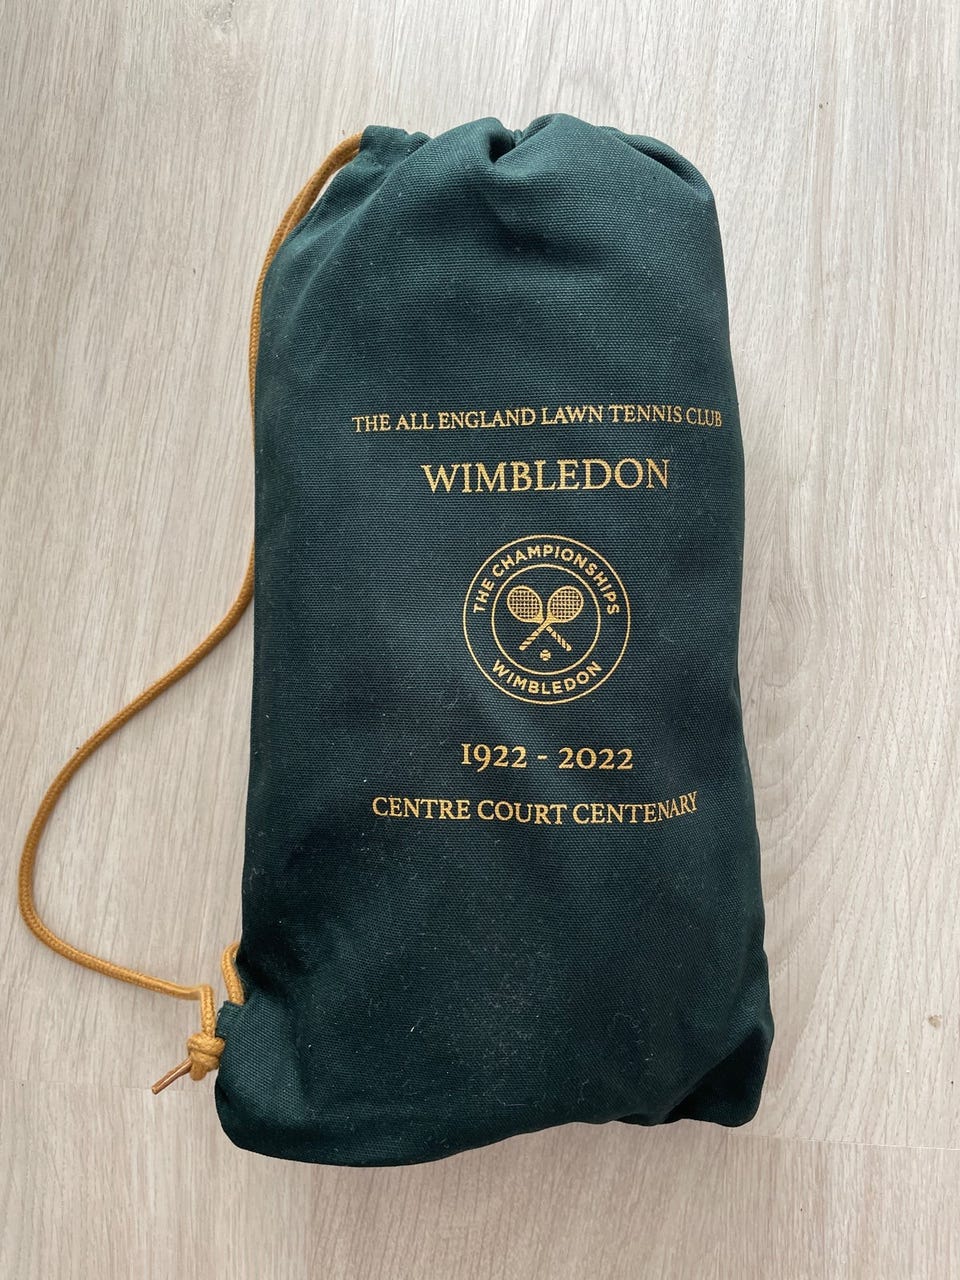 THE ALL ENGLAND LAWN TENNIS CLUB
WIMBLEDON
THE CHAMPIONSHIPS
WIMBLEDON
1922 - 2022
CENTRE COURT CENTENARY